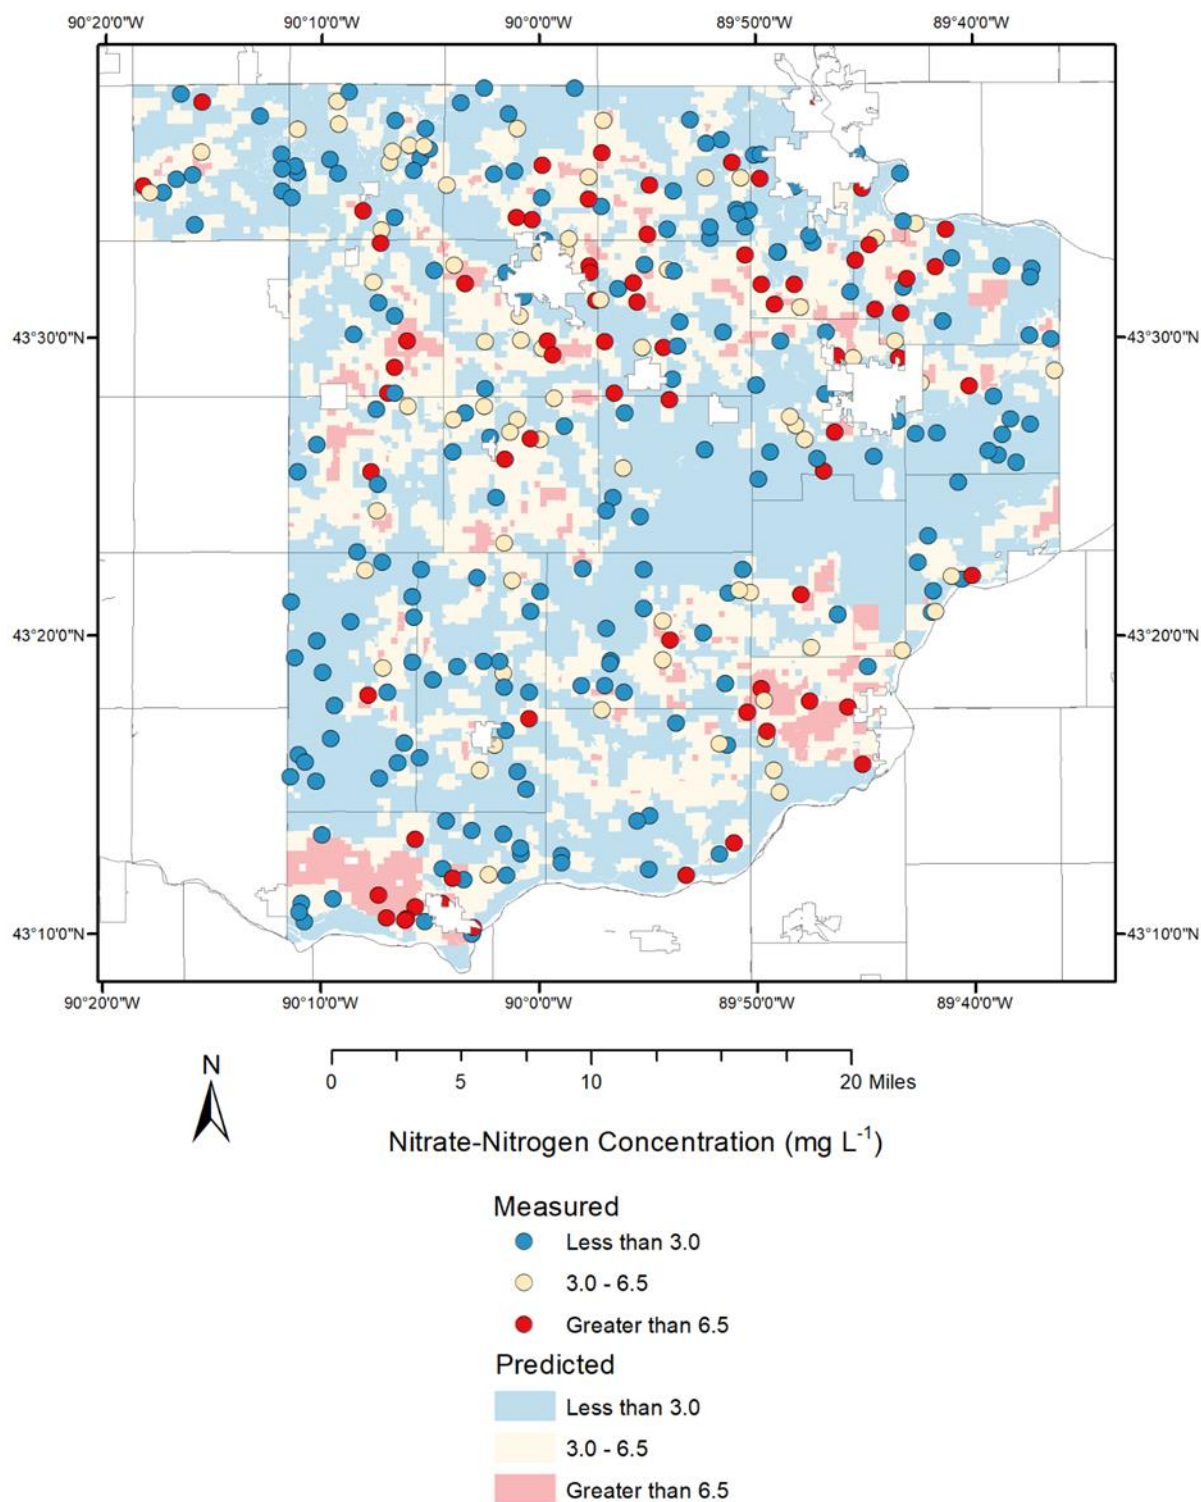 90°20'0"W 90°10'0"W 90°00'0"W 89°50'0"W 89°40'0"W
43°30'0"N 43°30'0"N
43°20'0"N 43°20'0"N
43°10'0"N 43°10'0"N
90°20'0"W 90°10'0"W 90°00'0"W 89°50'0"W 89°40'0"W
N
0 5 10 20 Miles
Nitrate-Nitrogen Concentration (mg L⁻¹)
Measured
Less than 3.0
3.0 - 6.5
Greater than 6.5
Predicted
Less than 3.0
3.0 - 6.5
Greater than 6.5